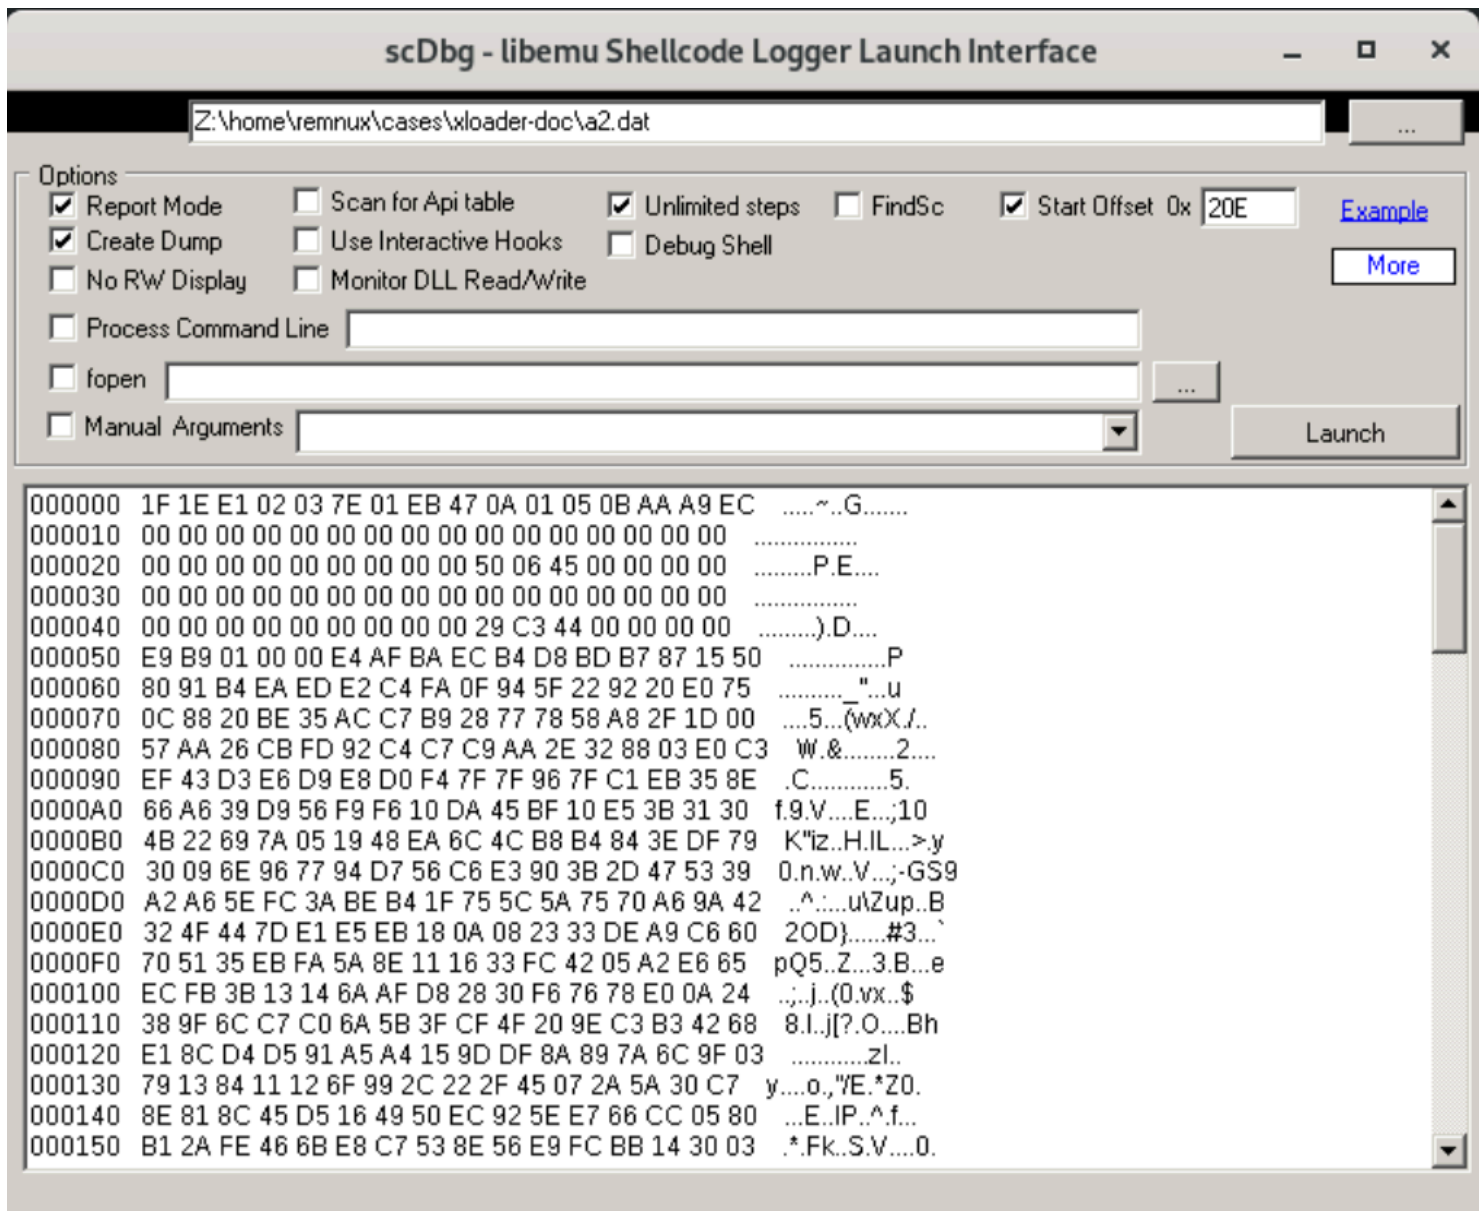 scDbg - libemu Shellcode Logger Launch Interface
Z:\home\remnux\cases\xloader-doc\a2.dat ...
Options
Report Mode Scan for Api table Unlimited steps FindSc Start Offset 0x 20E Example
Create Dump Use Interactive Hooks Debug Shell
No RW Display Monitor DLL Read/Write More
Process Command Line
fopen ...
Manual Arguments Launch
000000 1F 1E E1 02 03 7E 01 EB 47 0A 01 05 0B AA A9 EC .....~..G.......
000010 00 00 00 00 00 00 00 00 00 00 00 00 00 00 00 00 ................
000020 00 00 00 00 00 00 00 00 00 50 06 45 00 00 00 00 .........P.E....
000030 00 00 00 00 00 00 00 00 00 00 00 00 00 00 00 00 ................
000040 00 00 00 00 00 00 00 00 00 29 C3 44 00 00 00 00 .........).D....
000050 E9 B9 01 00 00 E4 AF BA EC B4 D8 BD B7 87 15 50 ...............P
000060 80 91 B4 EA ED E2 C4 FA 0F 94 5F 22 92 20 E0 75 .........._"...u
000070 0C 88 20 BE 35 AC C7 B9 28 77 78 58 A8 2F 1D 00 ....5...(wxX./..
000080 57 AA 26 CB FD 92 C4 C7 C9 AA 2E 32 88 03 E0 C3 W.&........2....
000090 EF 43 D3 E6 D9 E8 D0 F4 7F 7F 96 7F C1 EB 35 8E .C............5.
0000A0 66 A6 39 D9 56 F9 F6 10 DA 45 BF 10 E5 3B 31 30 f.9.V....E...;10
0000B0 4B 22 69 7A 05 19 48 EA 6C 4C B8 B4 84 3E DF 79 K"iz..H.lL...>.y
0000C0 30 09 6E 96 77 94 D7 56 C6 E3 90 3B 2D 47 53 39 0.n.w..V...;-GS9
0000D0 A2 A6 5E FC 3A BE B4 1F 75 5C 5A 75 70 A6 9A 42 ..^.:...u\Zup..B
0000E0 32 4F 44 7D E1 E5 EB 18 0A 08 23 33 DE A9 C6 60 2OD}......#3...`
0000F0 70 51 35 EB FA 5A 8E 11 16 33 FC 42 05 A2 E6 65 pQ5..Z...3.B...e
000100 EC FB 3B 13 14 6A AF D8 28 30 F6 76 78 E0 0A 24 ..;..j..(0.vx..$
000110 38 9F 6C C7 C0 6A 5B 3F CF 4F 20 9E C3 B3 42 68 8.l..j[?.O....Bh
000120 E1 8C D4 D5 91 A5 A4 15 9D DF 8A 89 7A 6C 9F 03 ............zl..
000130 79 13 84 11 12 6F 99 2C 22 2F 45 07 2A 5A 30 C7 y....o.,"/E.*Z0.
000140 8E 81 8C 45 D5 16 49 50 EC 92 5E E7 66 CC 05 80 ...E..IP..^.f...
000150 B1 2A FE 46 6B E8 C7 53 8E 56 E9 FC BB 14 30 03 .*.Fk..S.V....0.